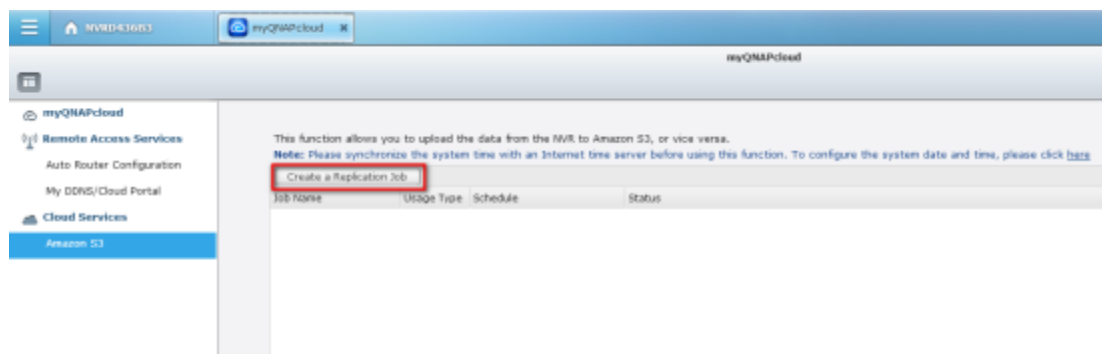 NVRD43663
myQNAPcloud
myQNAPcloud
myQNAPcloud
Remote Access Services
Auto Router Configuration
My DDNS/Cloud Portal
Cloud Services
Amazon S3
This function allows you to upload the data from the NVR to Amazon S3, or vice versa.
Note: Please synchronize the system time with an Internet time server before using this function. To configure the system date and time, please click here
Create a Replication Job
Job Name Usage Type Schedule Status